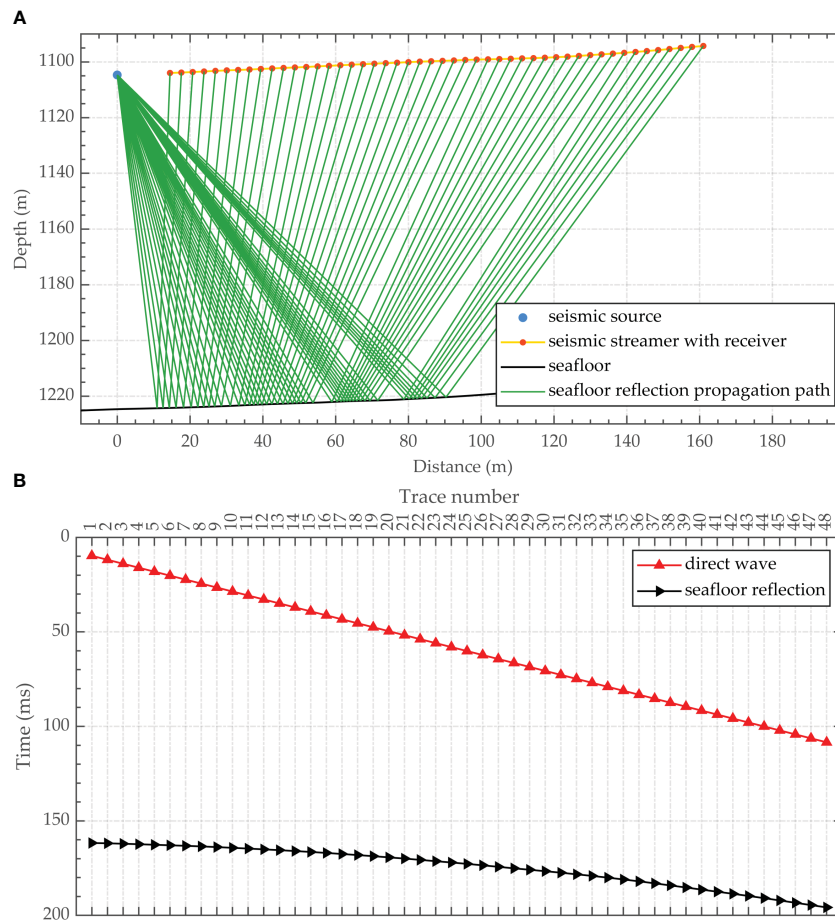 A
1100
1120
1140
1160
1180
1200
1220
Depth (m)
0
20
40
60
80
100
120
140
160
180
Distance (m)
seismic source
seismic streamer with receiver
seafloor
seafloor reflection propagation path
B
Trace number
1 2 3 4 5 6 7 8 9 10 11 12 13 14 15 16 17 18 19 20 21 22 23 24 25 26 27 28 29 30 31 32 33 34 35 36 37 38 39 40 41 42 43 44 45 46 47 48
0
50
100
150
200
Time (ms)
direct wave
seafloor reflection